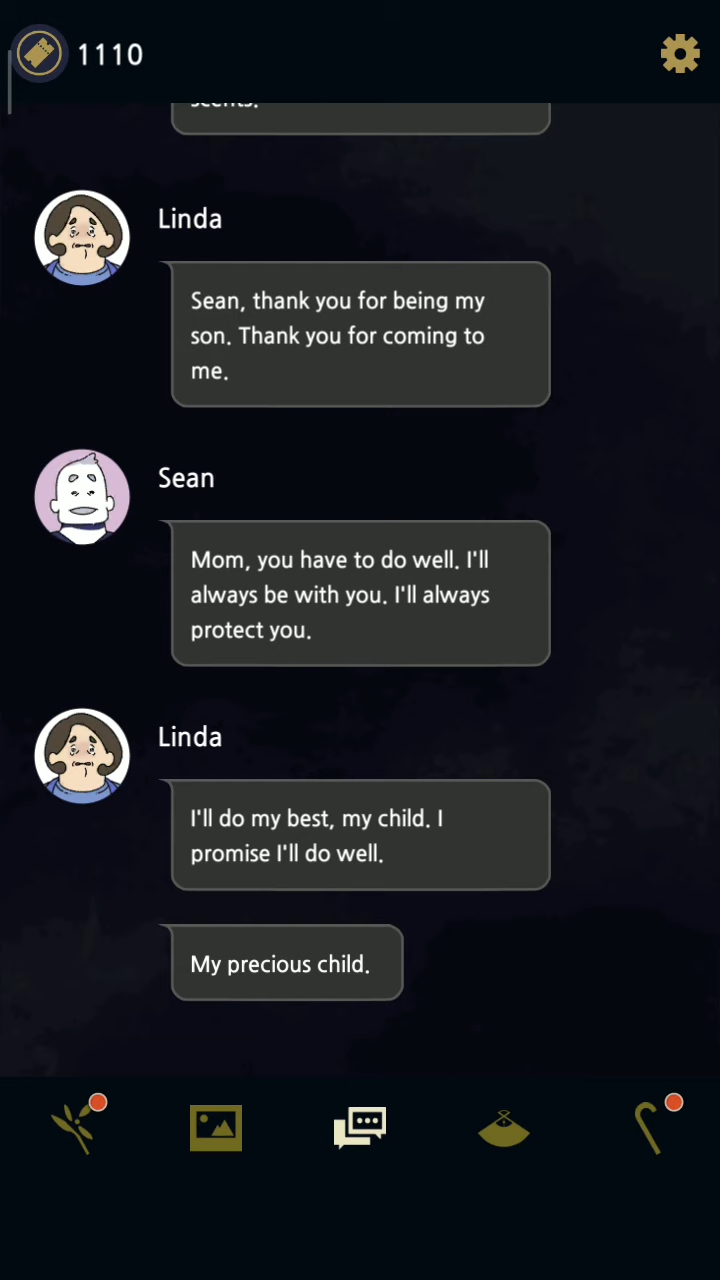 1110
scents.
Linda
Sean, thank you for being my
son. Thank you for coming to
me.
Sean
Mom, you have to do well. I'll
always be with you. I'll always
protect you.
Linda
I'll do my best, my child. I
promise I'll do well.
My precious child.